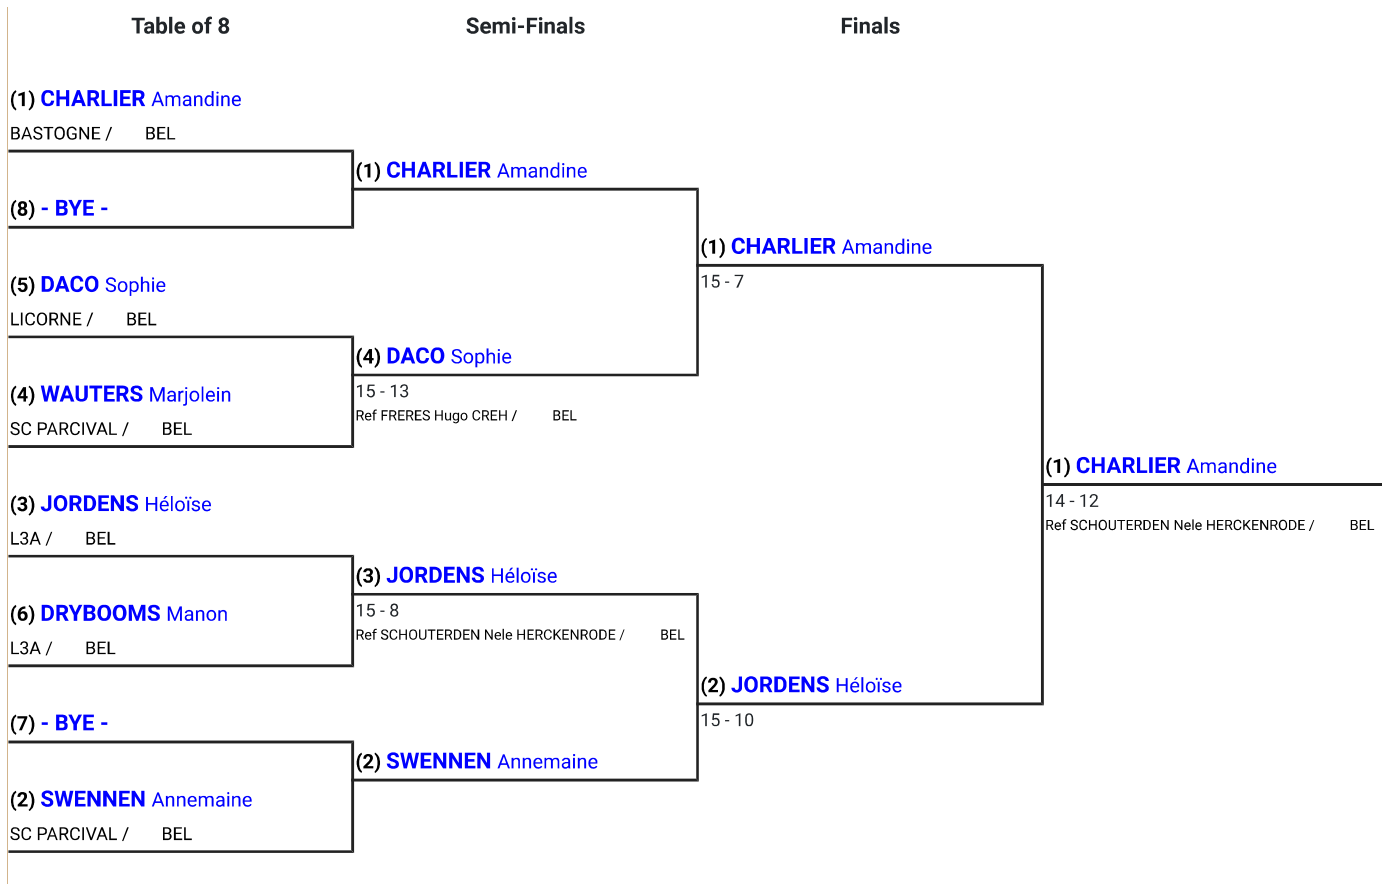 Table of 8
Semi-Finals
Finals
(1) CHARLIER Amandine
BASTOGNE / BEL
(8) - BYE -
(5) DACO Sophie
LICORNE / BEL
(4) WAUTERS Marjolein
SC PARCIVAL / BEL
(3) JORDENS Héloïse
L3A / BEL
(6) DRYBOOMS Manon
L3A / BEL
(7) - BYE -
(2) SWENNEN Annemaine
SC PARCIVAL / BEL
(1) CHARLIER Amandine
(4) DACO Sophie
15 - 13
Ref FRERES Hugo CREH / BEL
(3) JORDENS Héloïse
15 - 8
Ref SCHOUTERDEN Nele HERCKENRODE / BEL
(2) SWENNEN Annemaine
(1) CHARLIER Amandine
15 - 7
(2) JORDENS Héloïse
15 - 10
(1) CHARLIER Amandine
14 - 12
Ref SCHOUTERDEN Nele HERCKENRODE / BEL